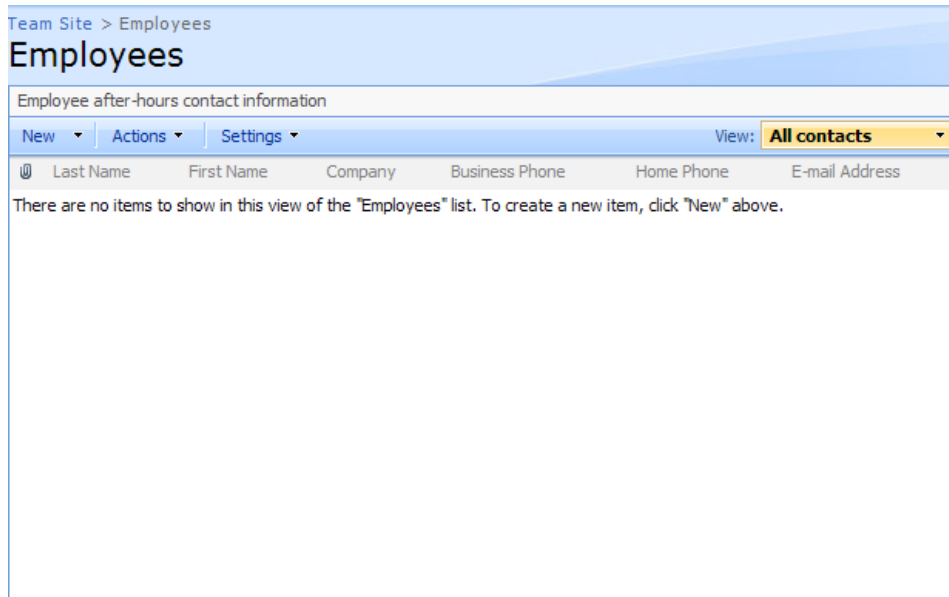 Team Site > Employees
Employees
Employee after-hours contact information
New Actions Settings View: All contacts
Last Name First Name Company Business Phone Home Phone E-mail Address
There are no items to show in this view of the "Employees" list. To create a new item, click "New" above.